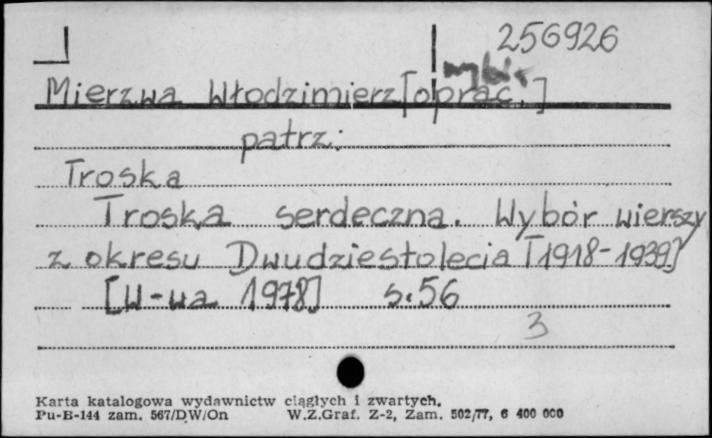 256926
wybór
Mierzwa Włodzimierz [oprac.]
patrz:
Troska
Troska serdeczna. Wybór wierszy
z okresu Dwudziestolecia [1918-1939]
[W-wa 1978] s.56
3
Karta katalogowa wydawnictw ciągłych i zwartych.
Pu-B-144 zam. 567/DW/On W.Z.Graf. Z-2, Zam. 502/77, 6 400 000